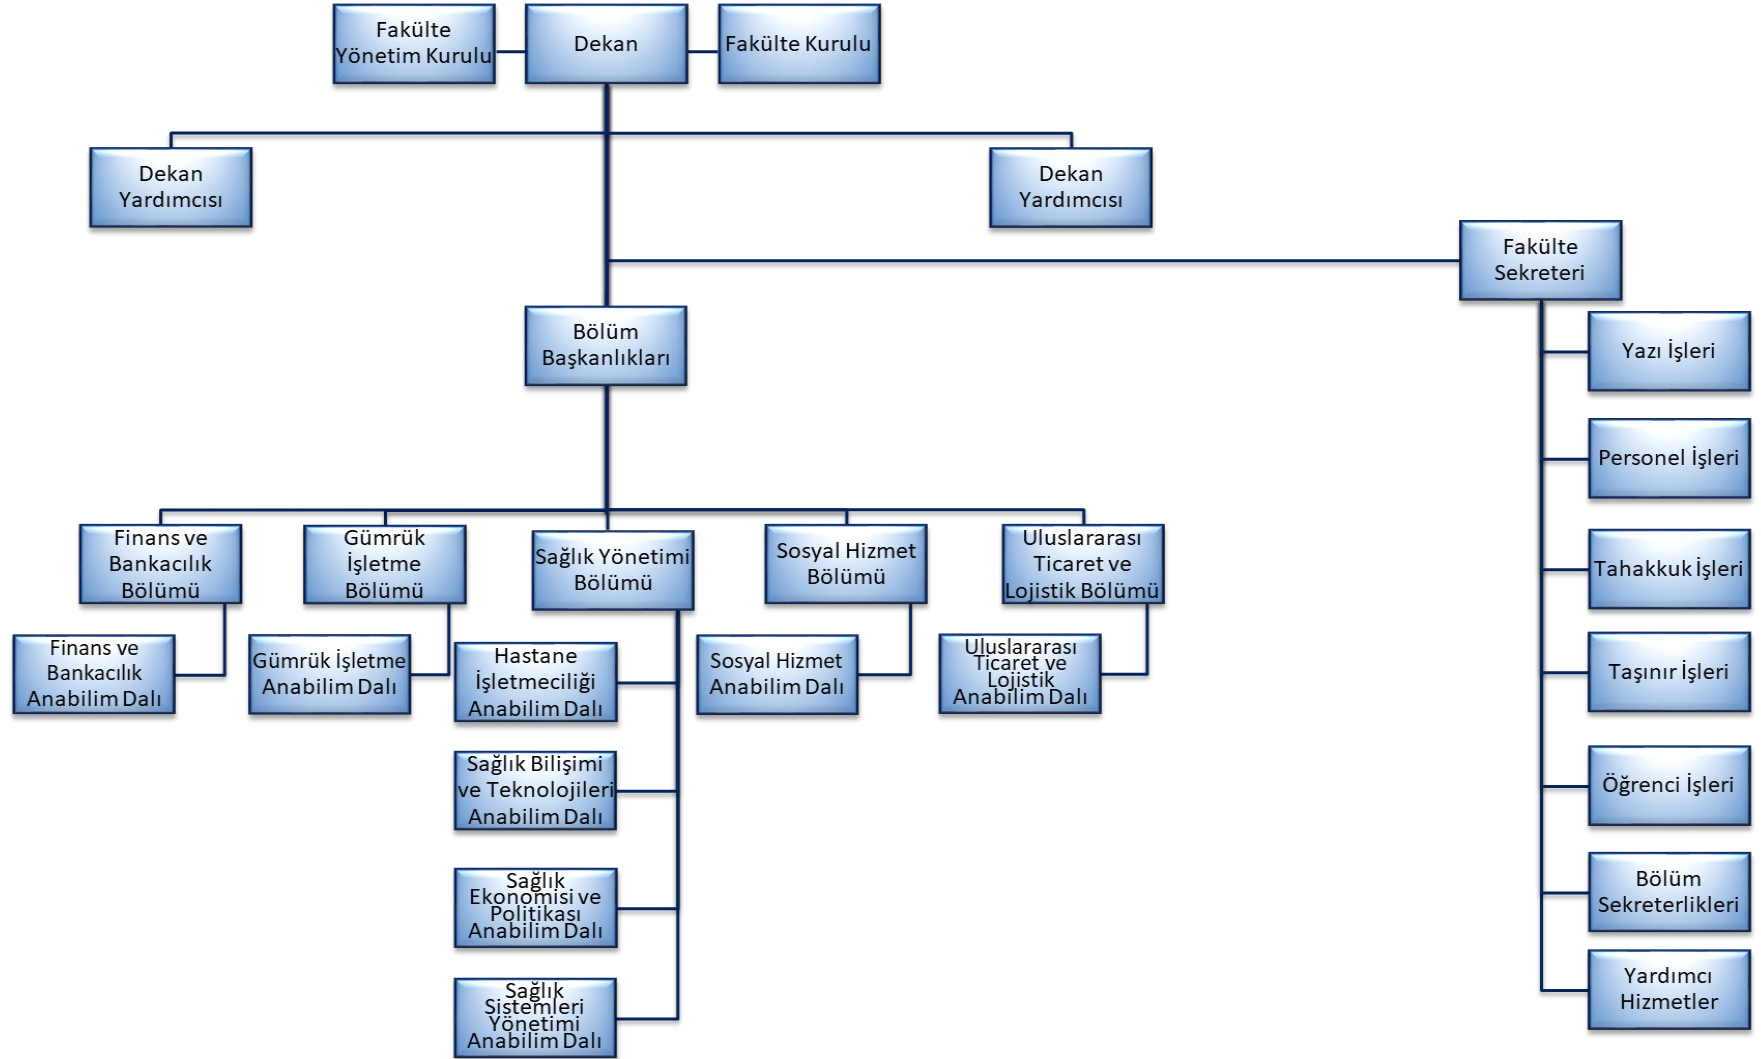 Fakülte
Yönetim Kurulu
Dekan
Fakülte Kurulu
Dekan
Yardımcısı
Dekan
Yardımcısı
Fakülte
Sekreteri
Bölüm
Başkanlıkları
Yazı İşleri
Personel İşleri
Tahakkuk İşleri
Taşınır İşleri
Öğrenci İşleri
Bölüm
Sekreterlikleri
Yardımcı
Hizmetler
Finans ve
Bankacılık
Bölümü
Gümrük
İşletme
Bölümü
Sağlık Yönetimi
Bölümü
Sosyal Hizmet
Bölümü
Uluslararası
Ticaret ve
Lojistik Bölümü
Finans ve
Bankacılık
Anabilim Dalı
Gümrük İşletme
Anabilim Dalı
Hastane
İşletmeciliği
Anabilim Dalı
Sosyal Hizmet
Anabilim Dalı
Uluslararası
Ticaret ve
Lojistik
Anabilim Dalı
Sağlık Bilişimi
ve Teknolojileri
Anabilim Dalı
Sağlık
Ekonomisi ve
Politikası
Anabilim Dalı
Sağlık
Sistemleri
Yönetimi
Anabilim Dalı